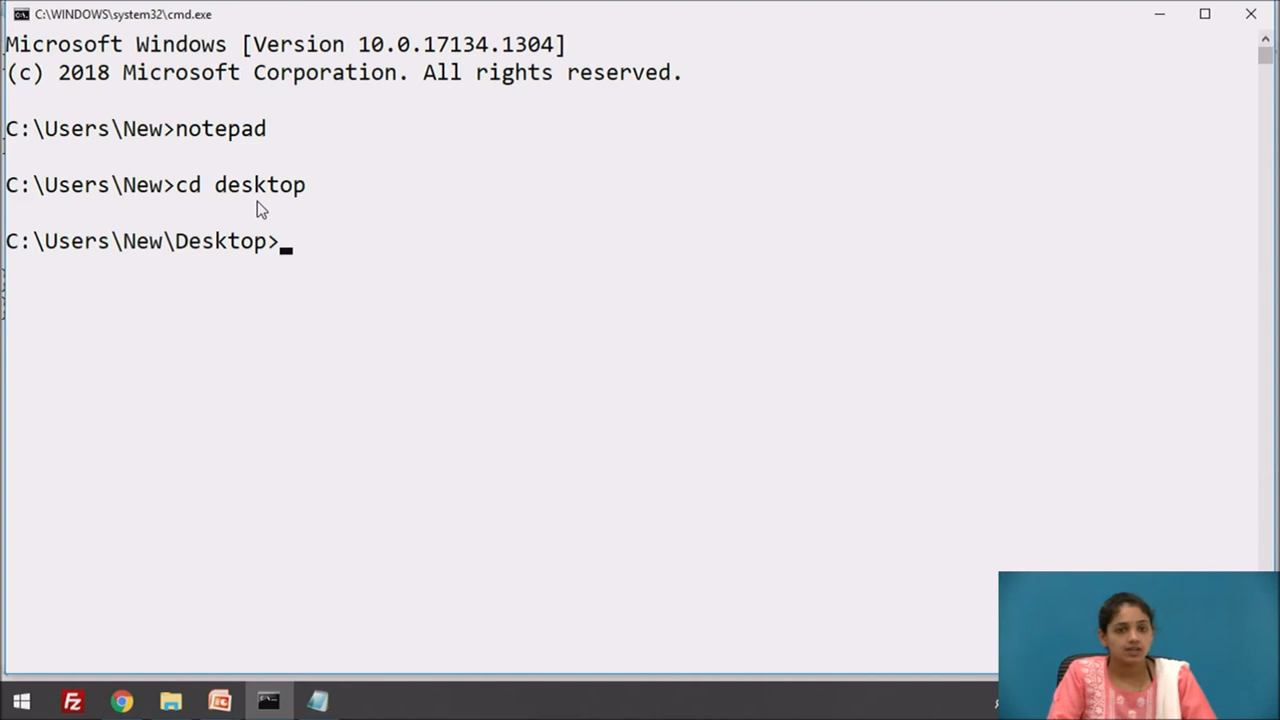 C:\WINDOWS\system32\cmd.exe
Microsoft Windows [Version 10.0.17134.1304]
(c) 2018 Microsoft Corporation. All rights reserved.
C:\Users\New>notepad
C:\Users\New>cd desktop
C:\Users\New\Desktop>